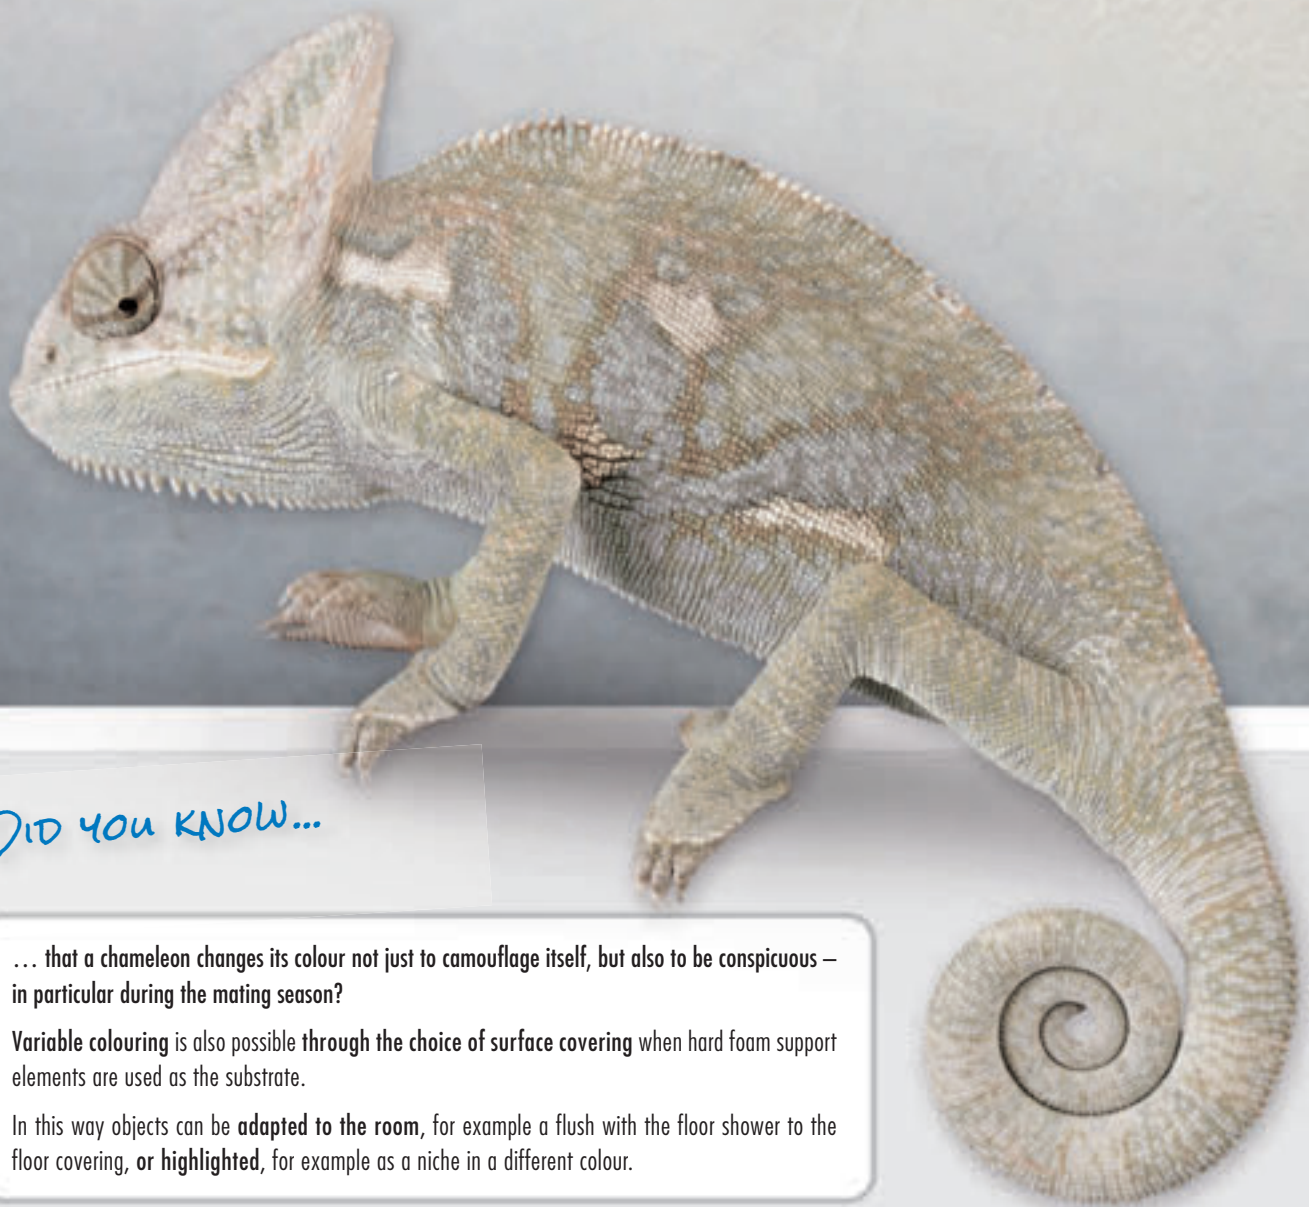 DID YOU KNOW...
… that a chameleon changes its colour not just to camouflage itself, but also to be conspicuous –
in particular during the mating season?
Variable colouring is also possible through the choice of surface covering when hard foam support
elements are used as the substrate.
In this way objects can be adapted to the room, for example a flush with the floor shower to the
floor covering, or highlighted, for example as a niche in a different colour.